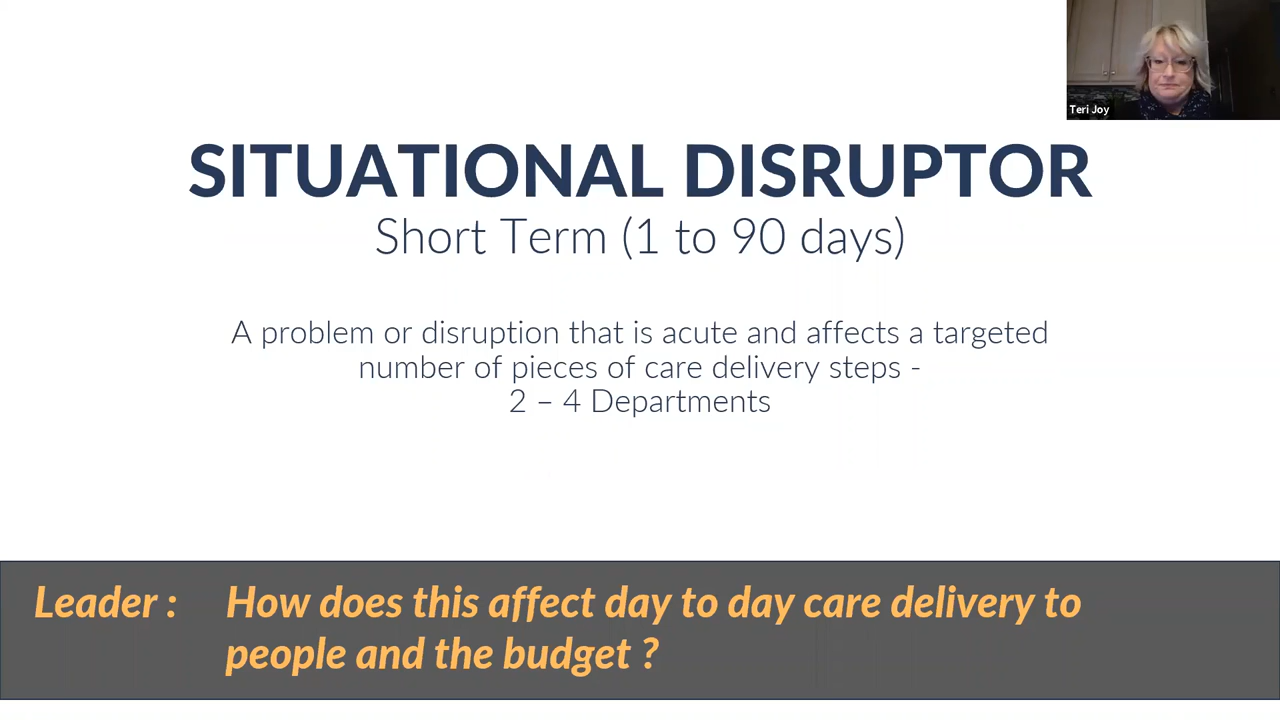 Teri Joy
SITUATIONAL DISRUPTOR
Short Term (1 to 90 days)
A problem or disruption that is acute and affects a targeted
number of pieces of care delivery steps -
2 – 4 Departments
Leader : How does this affect day to day care delivery to
people and the budget ?